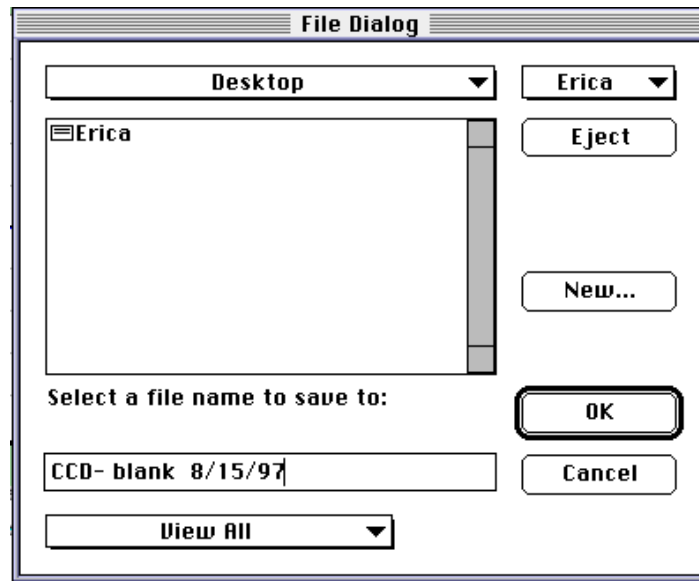 File Dialog
Desktop
Erica
Erica
Eject
New...
Select a file name to save to:
OK
CCD- blank 8/15/97
Cancel
View All